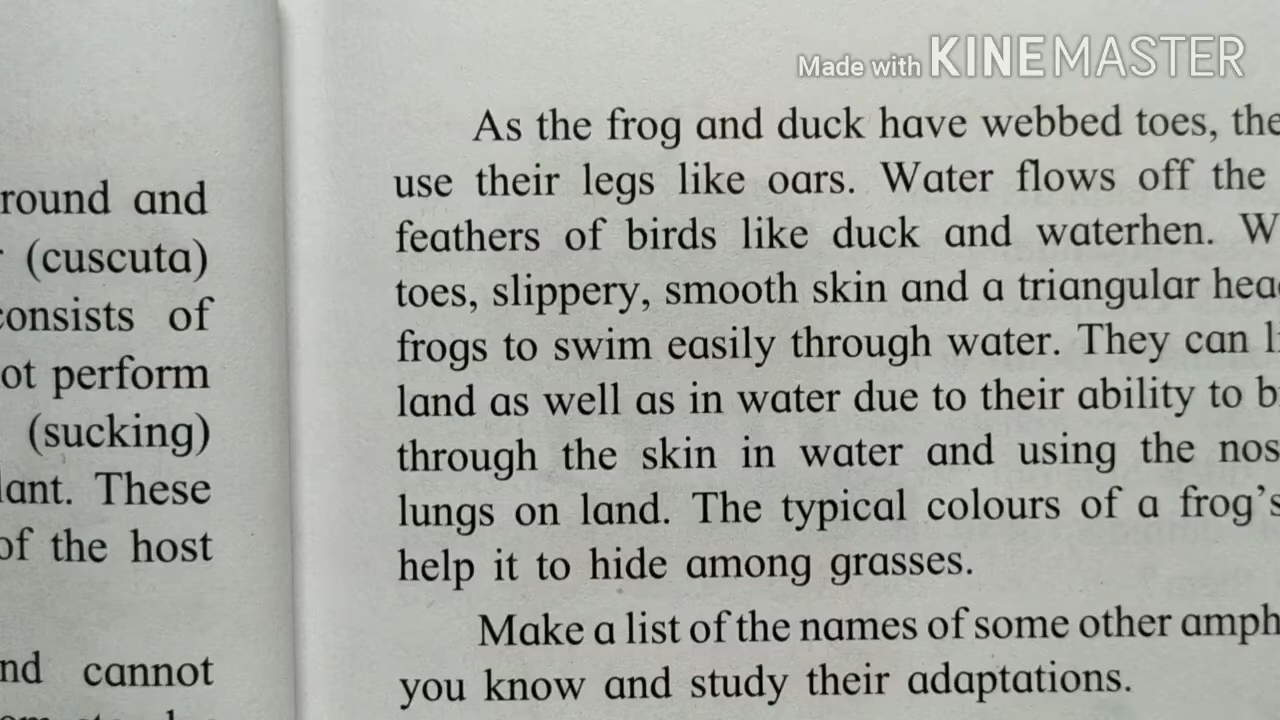 Made with KINEMASTER
round and
(cuscuta)
consists of
ot perform
(sucking)
lant. These
of the host
nd cannot
As the frog and duck have webbed toes, the
use their legs like oars. Water flows off the
feathers of birds like duck and waterhen. W
toes, slippery, smooth skin and a triangular hea
frogs to swim easily through water. They can li
land as well as in water due to their ability to b
through the skin in water and using the nos
lungs on land. The typical colours of a frog's
help it to hide among grasses.
Make a list of the names of some other amph
you know and study their adaptations.